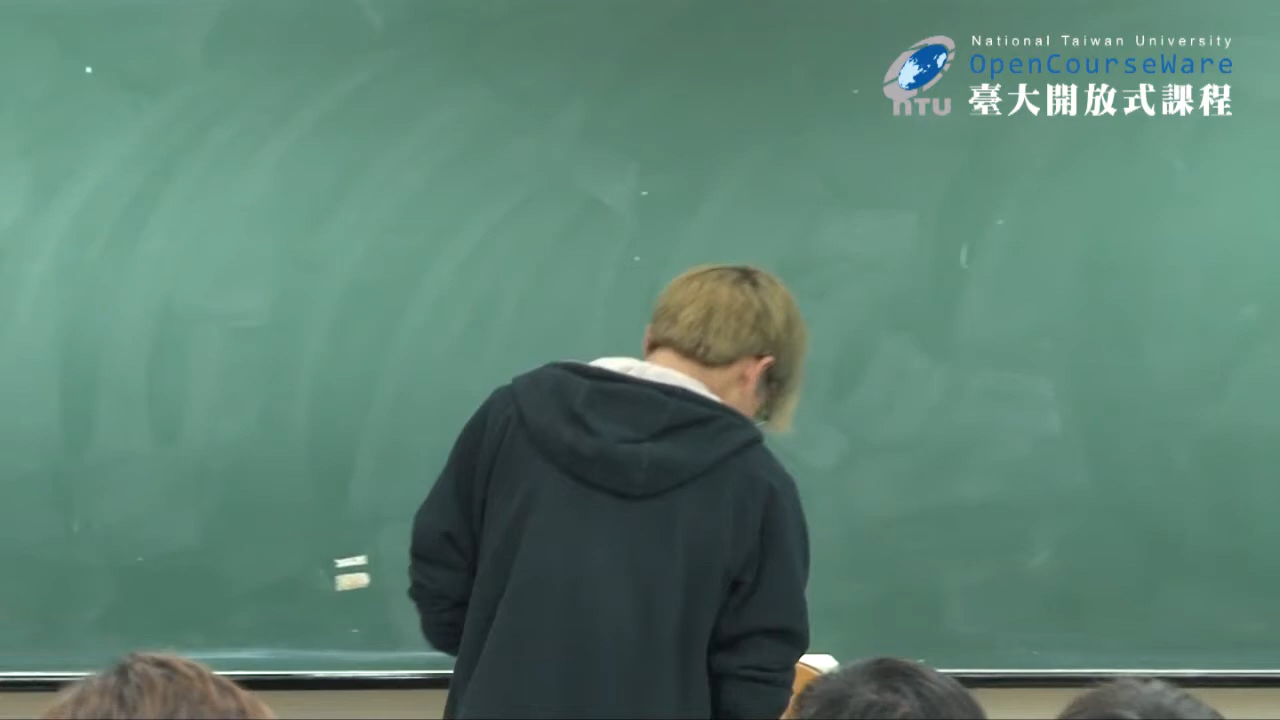 National Taiwan University
OpenCourseWare
NTU
臺大開放式課程